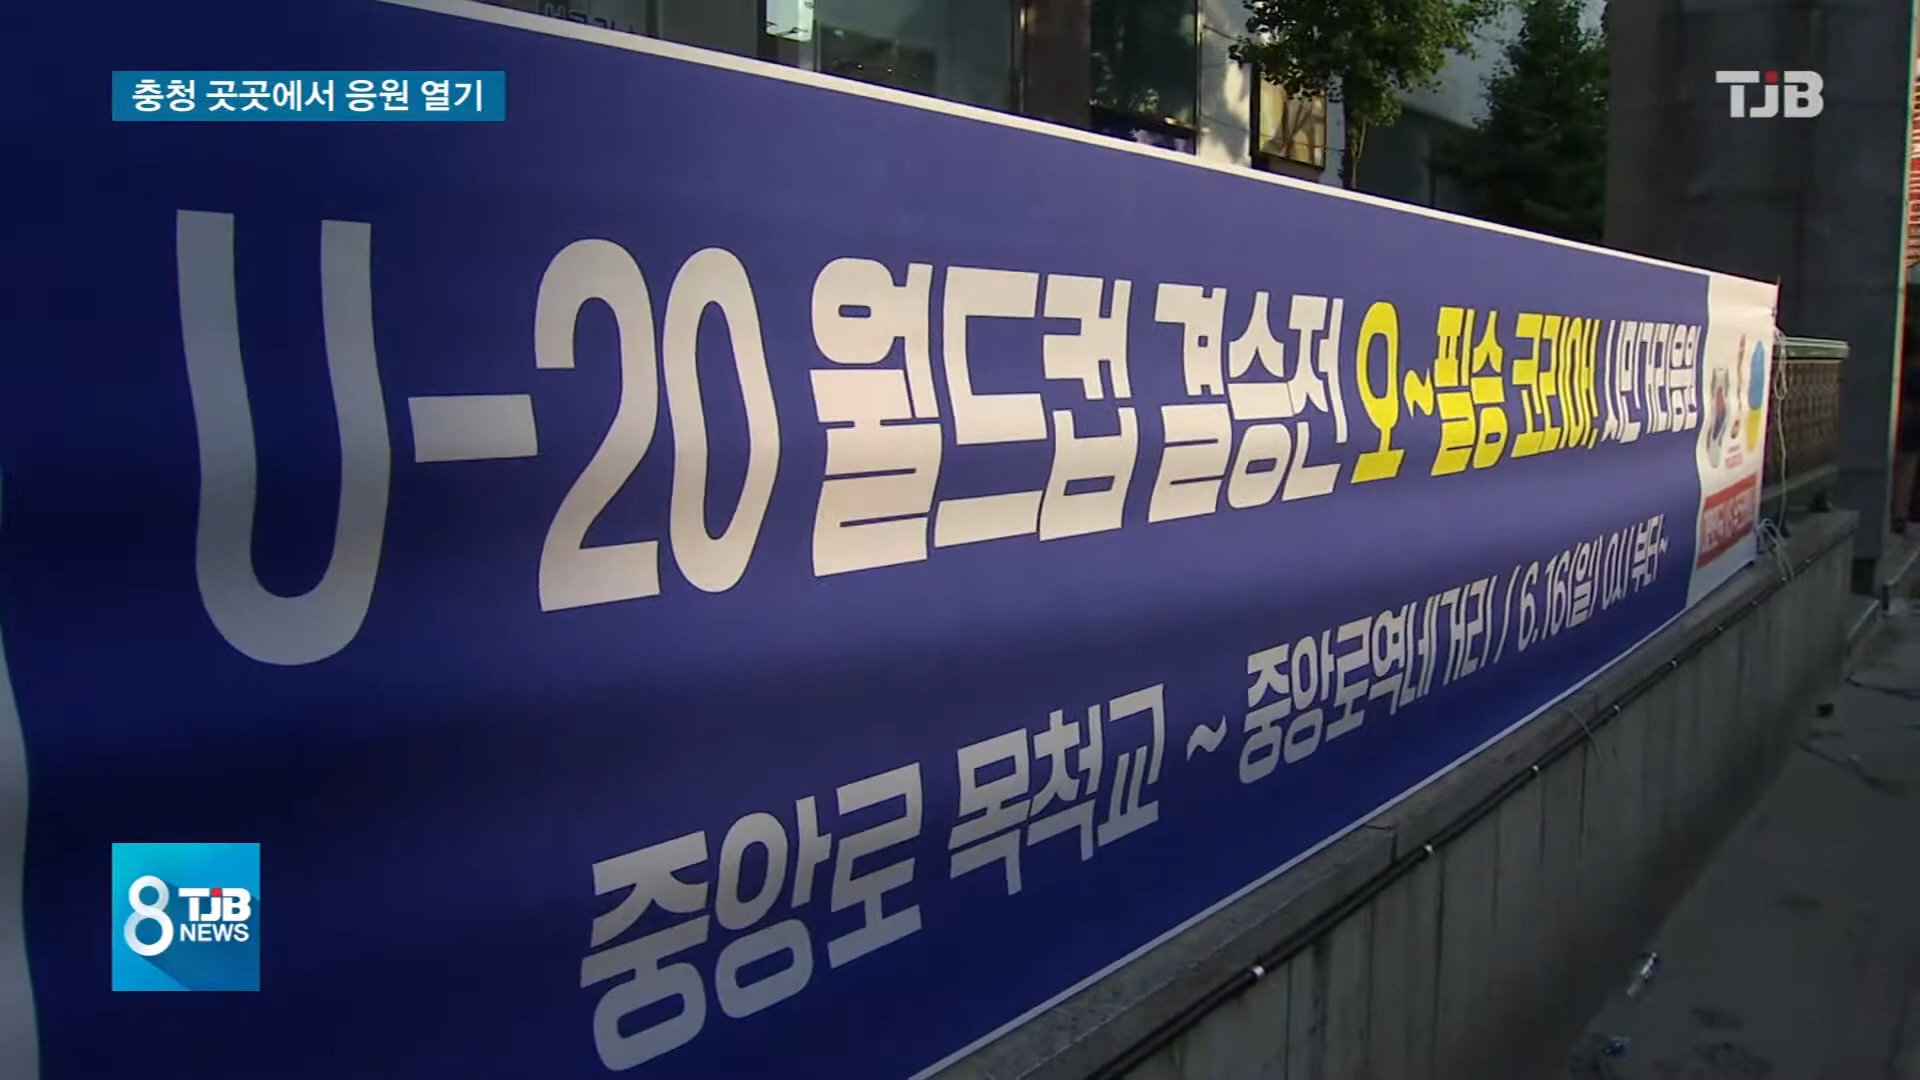 충청 곳곳에서 응원 열기
TJB
U-20 월드컵 결승전 오~필승 코리아! 시민거리응원
중앙로 목척교 ~ 중앙로역네거리 / 6.16(일) 0시 부터~
8 TJB
NEWS